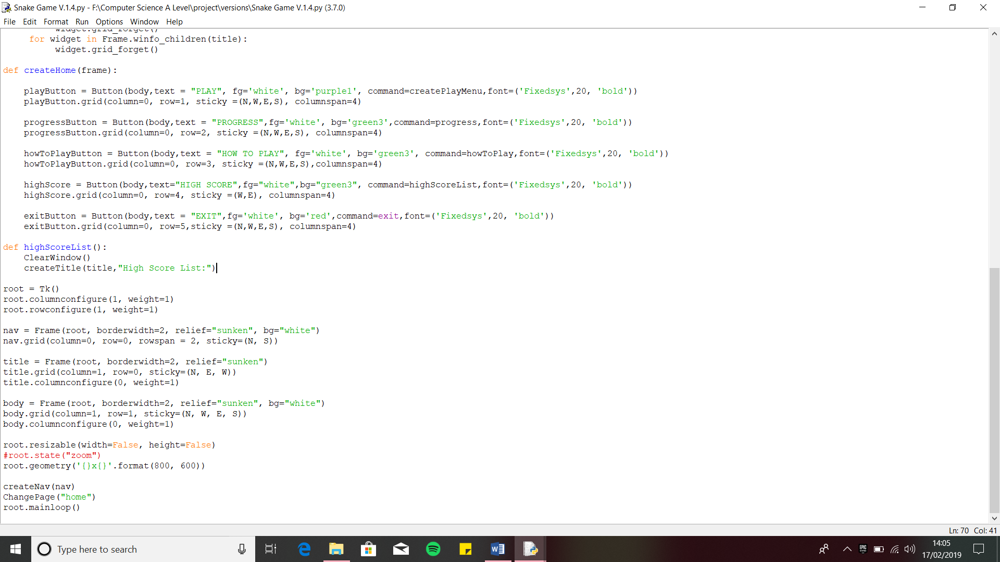 Snake Game V.1.4.py - F:\Computer Science A Level\project\versions\Snake Game V.1.4.py (3.7.0)
File Edit Format Run Options Window Help
widget.grid_forget()
for widget in Frame.winfo_children(title):
widget.grid_forget()
def createHome(frame):
playButton = Button(body,text = "PLAY", fg='white', bg='purple1', command=createPlayMenu,font=('Fixedsys',20, 'bold'))
playButton.grid(column=0, row=1, sticky =(N,W,E,S), columnspan=4)
progressButton = Button(body,text = "PROGRESS",fg='white', bg='green3',command=progress,font=('Fixedsys',20, 'bold'))
progressButton.grid(column=0, row=2, sticky =(N,W,E,S), columnspan=4)
howToPlayButton = Button(body,text = "HOW TO PLAY", fg='white', bg='green3', command=howToPlay,font=('Fixedsys',20, 'bold'))
howToPlayButton.grid(column=0, row=3, sticky =(N,W,E,S),columnspan=4)
highScore = Button(body,text="HIGH SCORE",fg="white",bg="green3", command=highScoreList,font=('Fixedsys',20, 'bold'))
highScore.grid(column=0, row=4, sticky =(W,E), columnspan=4)
exitButton = Button(body,text = "EXIT",fg='white', bg='red',command=exit,font=('Fixedsys',20, 'bold'))
exitButton.grid(column=0, row=5,sticky =(N,W,E,S), columnspan=4)
def highScoreList():
ClearWindow()
createTitle(title,"High Score List:")
root = Tk()
root.columnconfigure(1, weight=1)
root.rowconfigure(1, weight=1)
nav = Frame(root, borderwidth=2, relief="sunken", bg="white")
nav.grid(column=0, row=0, rowspan = 2, sticky=(N, S))
title = Frame(root, borderwidth=2, relief="sunken")
title.grid(column=1, row=0, sticky=(N, E, W))
title.columnconfigure(0, weight=1)
body = Frame(root, borderwidth=2, relief="sunken", bg="white")
body.grid(column=1, row=1, sticky=(N, W, E, S))
body.columnconfigure(0, weight=1)
root.resizable(width=False, height=False)
#root.state("zoom")
root.geometry('{}x{}'.format(800, 600))
createNav(nav)
ChangePage("home")
root.mainloop()
Ln: 70 Col: 41
Type here to search
14:05
17/02/2019